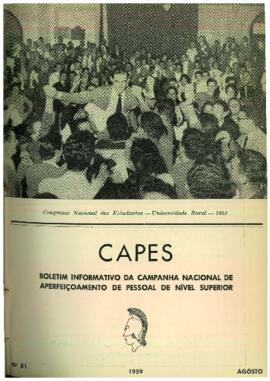 Congresso Nacional dos Estudantes — Universidade Rural — 1959
CAPES
BOLETIM INFORMATIVO DA CAMPANHA NACIONAL DE
APERFEIÇOAMENTO DE PESSOAL DE NÍVEL SUPERIOR
Nº 81
1959
AGÔSTO